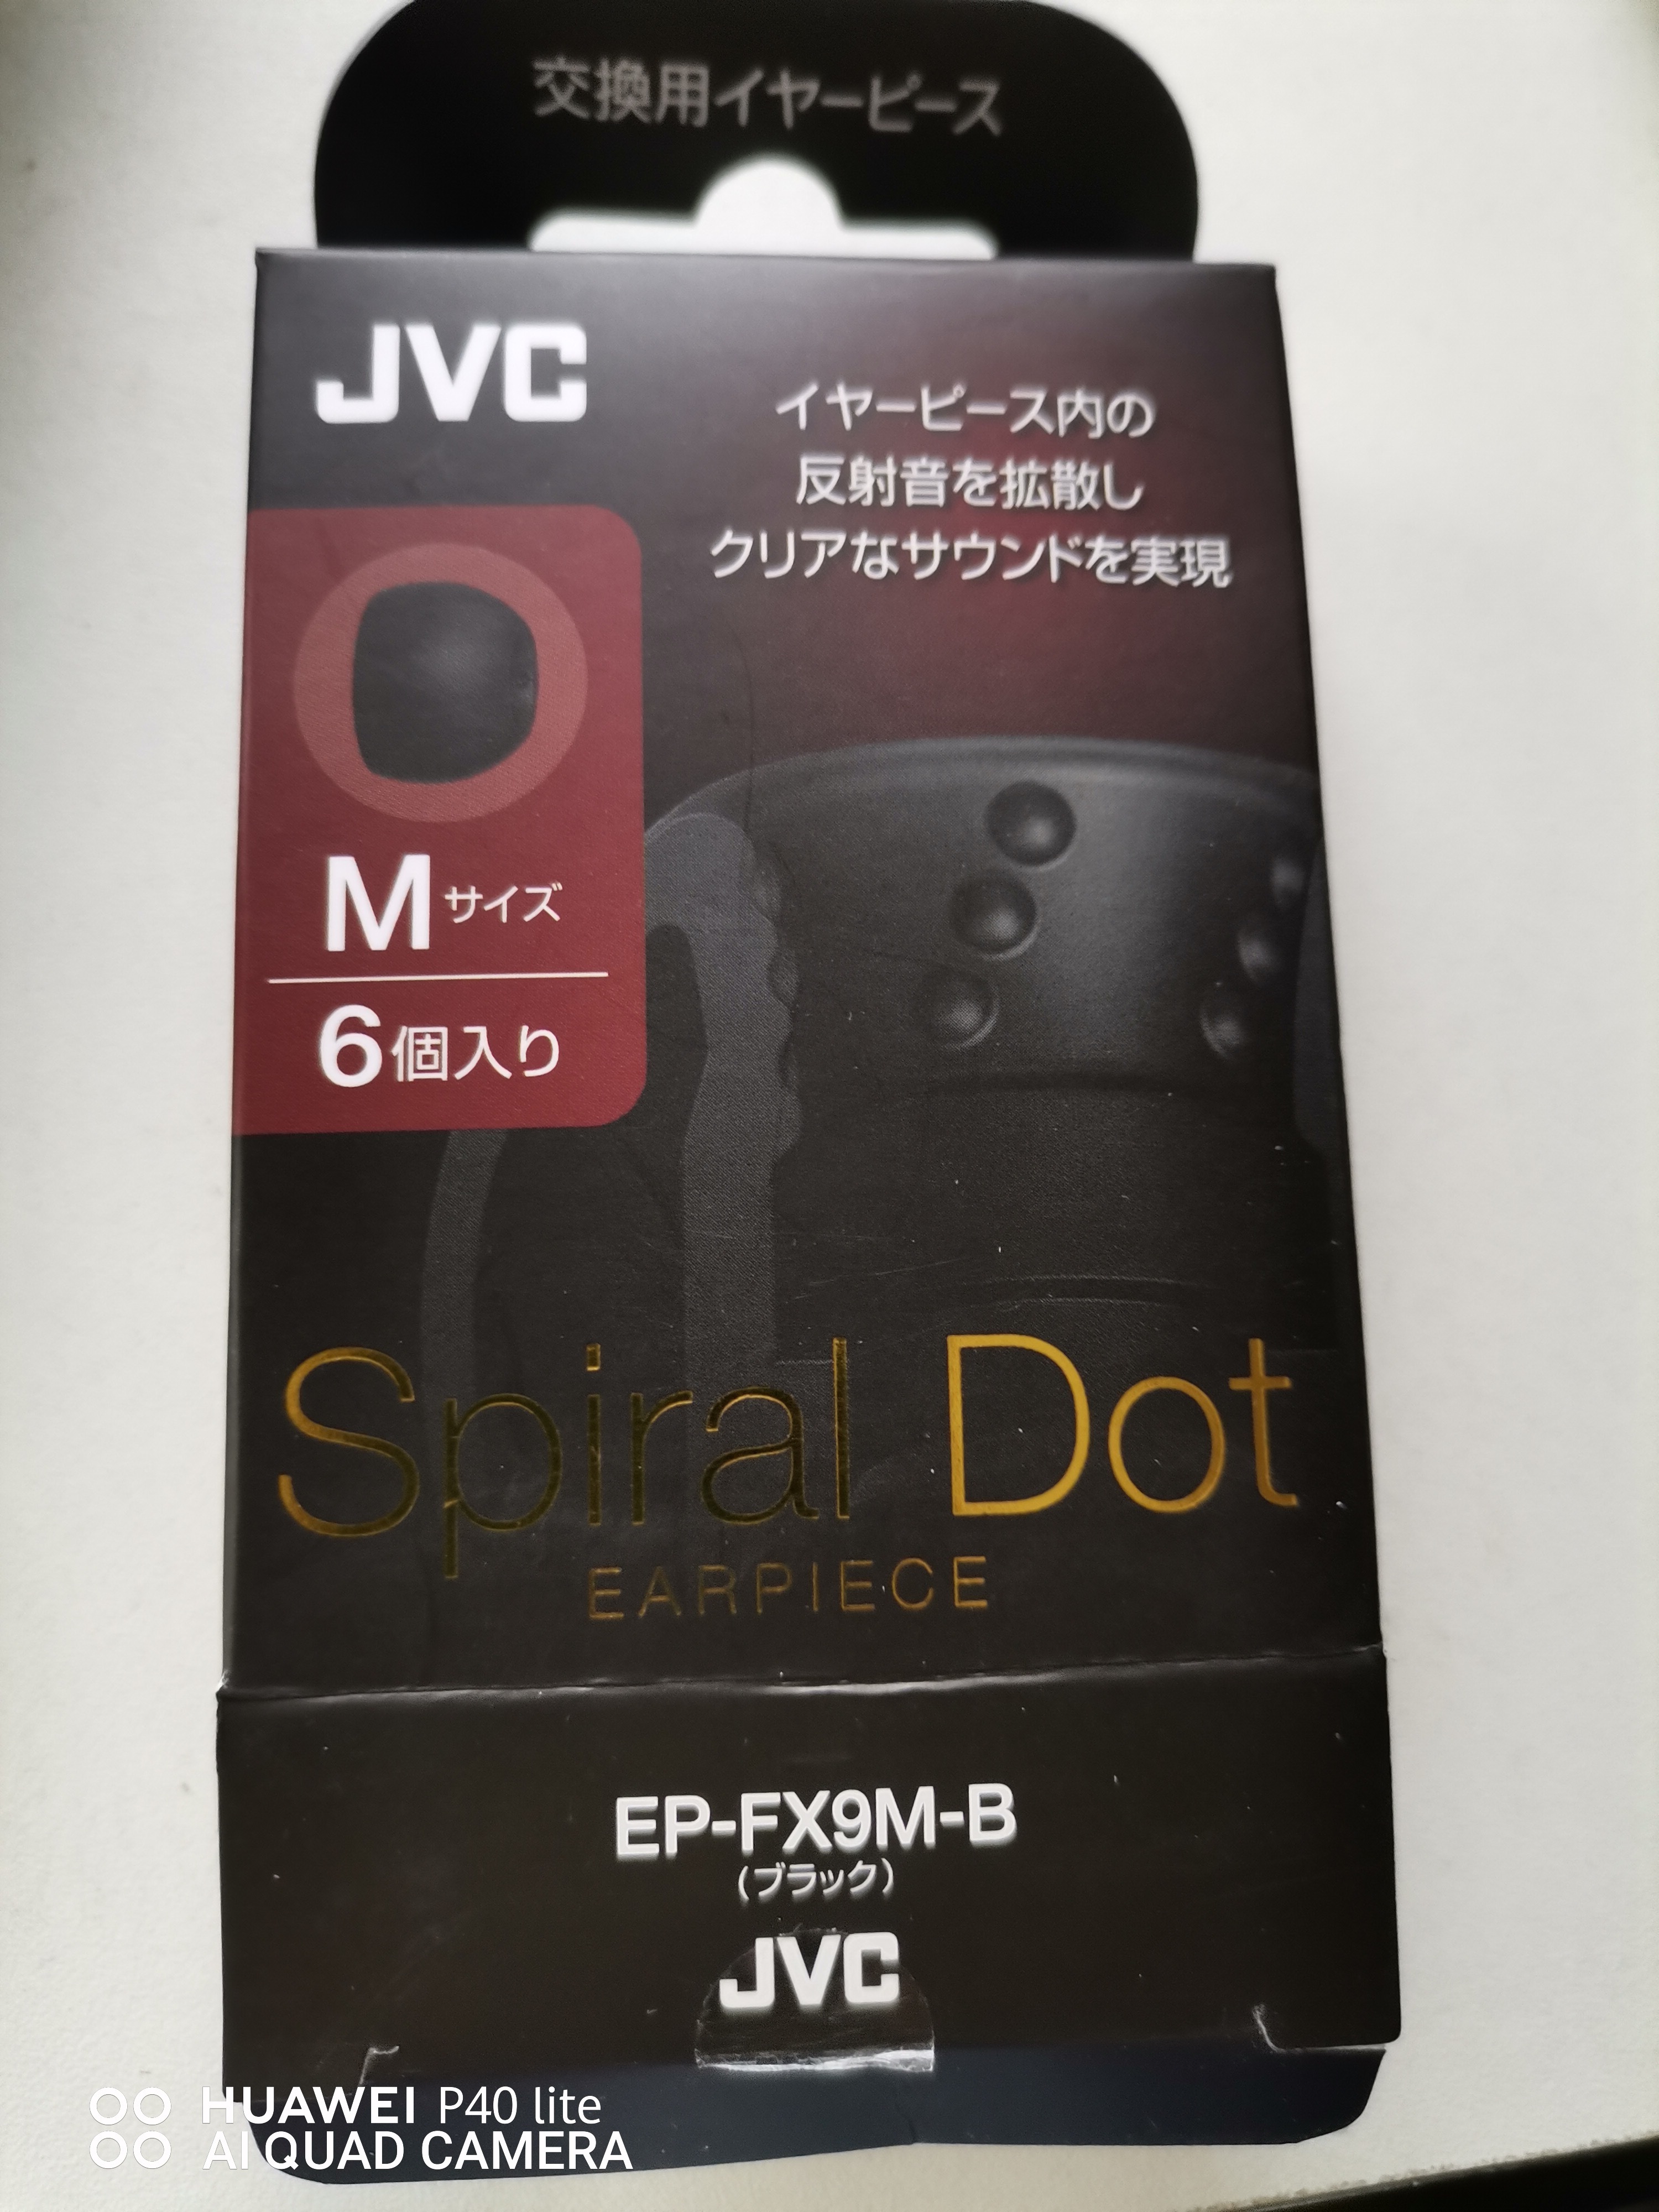 交換用イヤーピース
JVC
イヤーピース内の
反射音を拡散し
クリアなサウンドを実現
Mサイズ
6個入り
Spiral Dot
EARPIECE
EP-FX9M-B
(ブラック)
JVC
HUAWEI P40 lite
AI QUAD CAMERA